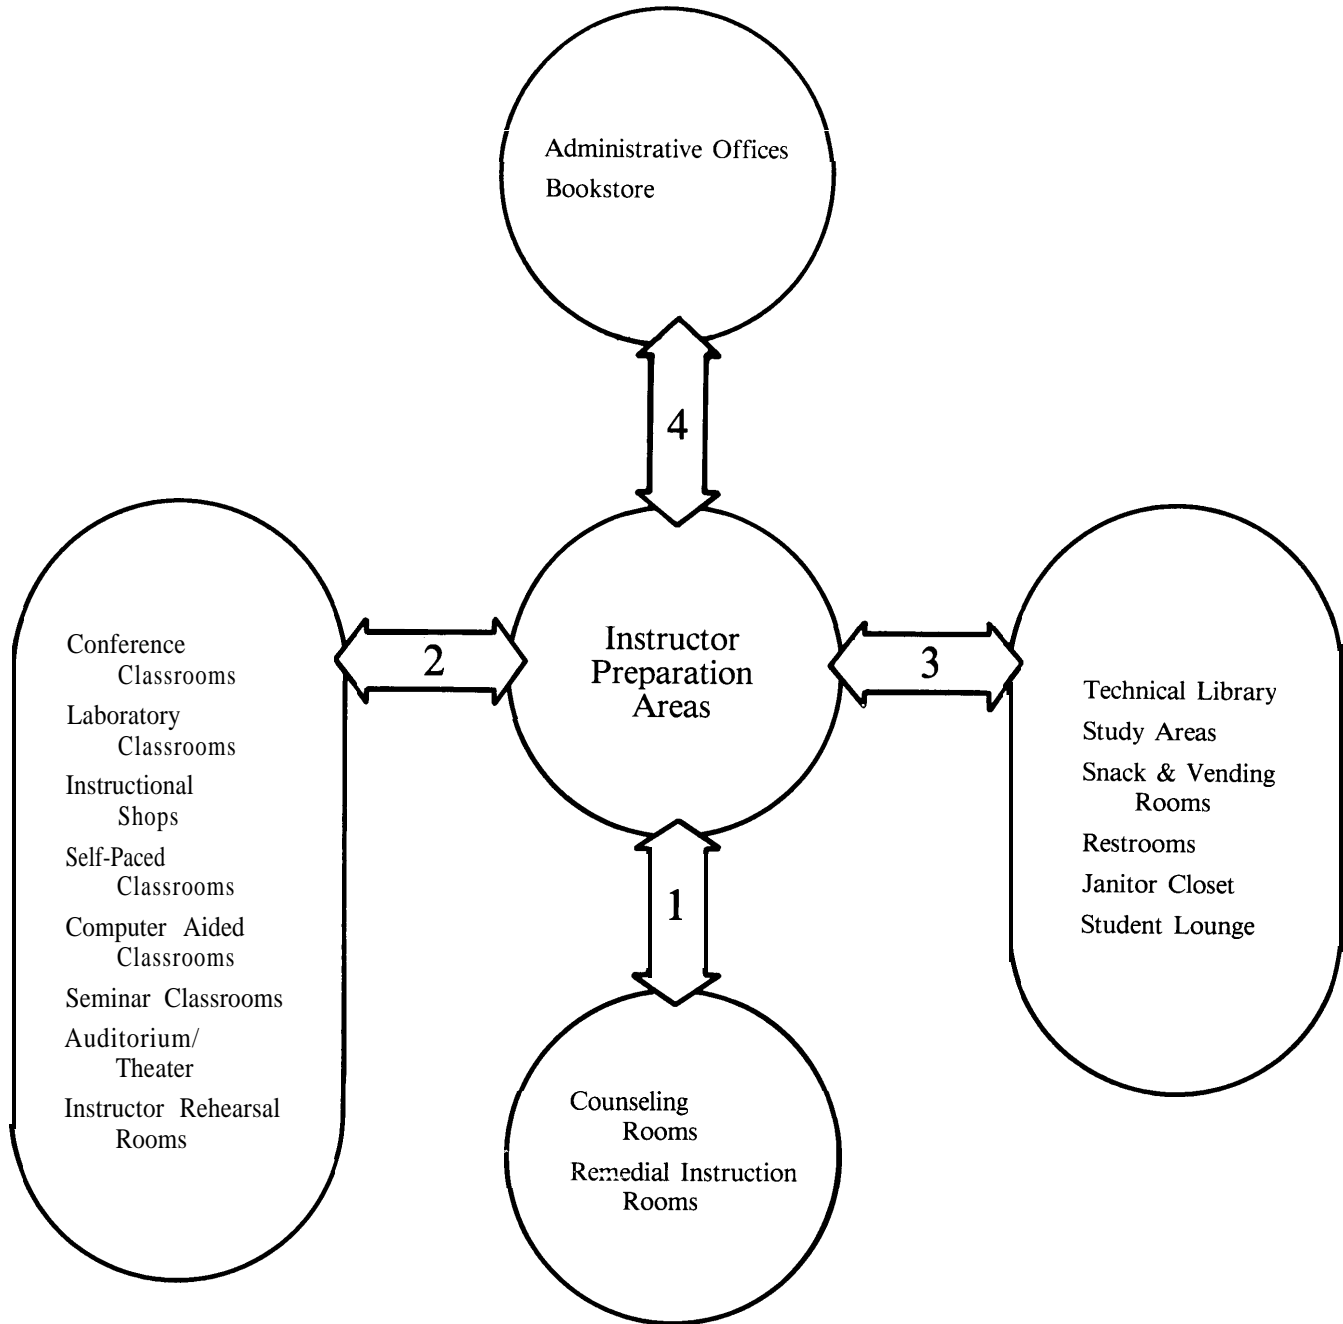 Administrative Offices
Bookstore
4
Conference
Classrooms
Laboratory
Classrooms
Instructional
Shops
Self-Paced
Classrooms
Computer Aided
Classrooms
Seminar Classrooms
Auditorium/
Theater
Instructor Rehearsal
Rooms
2
Instructor
Preparation
Areas
3
Technical Library
Study Areas
Snack & Vending
Rooms
Restrooms
Janitor Closet
Student Lounge
1
Counseling
Rooms
Remedial Instruction
Rooms